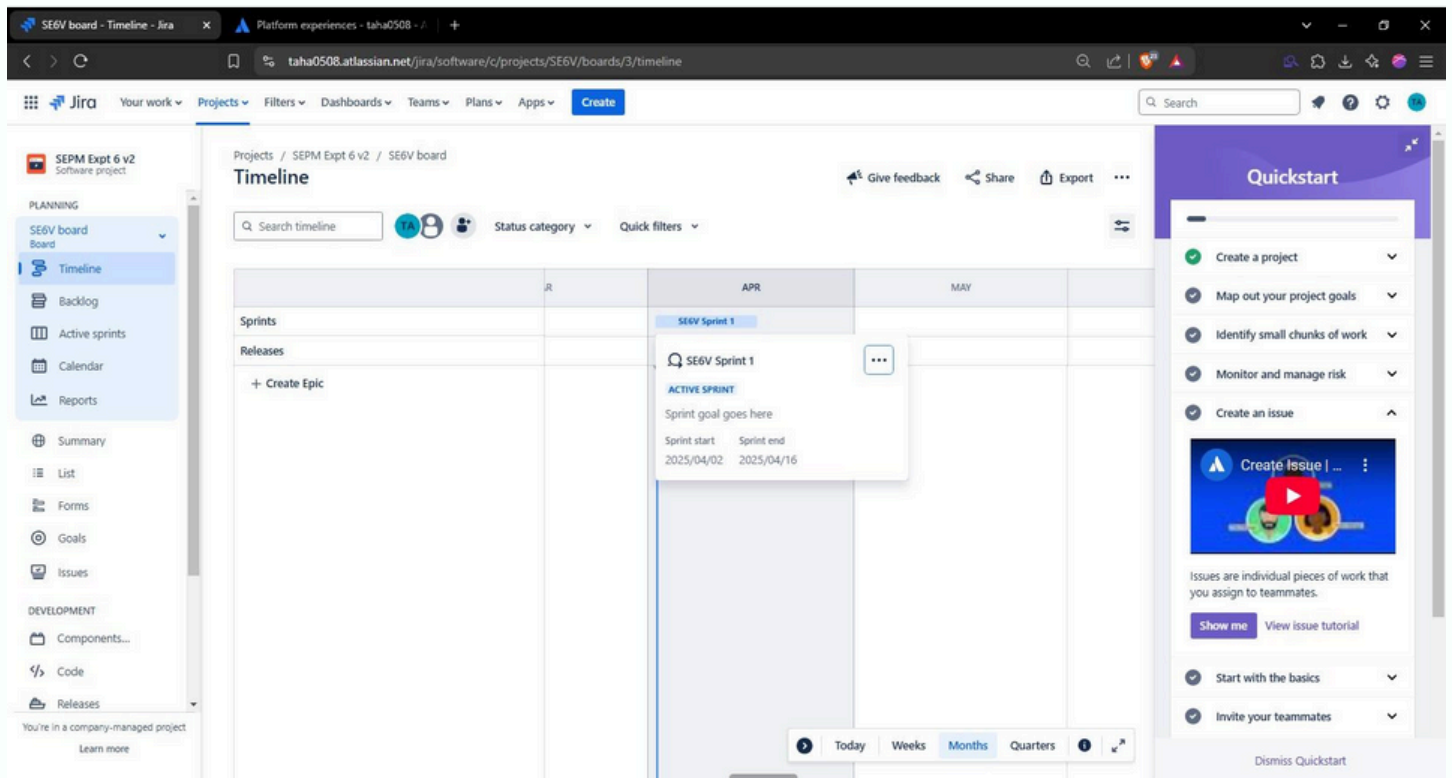 SE6V board - Timeline - Jira
Platform experiences - taha0508 - A
taha0508.atlassian.net/jira/software/c/projects/SE6V/boards/3/timeline
Jira Your work Projects Filters Dashboards Teams Plans Apps Create Search TA
SEPM Expt 6 v2
Software project
PLANNING
SE6V board
Board
Timeline
Backlog
Active sprints
Calendar
Reports
Summary
List
Forms
Goals
Issues
DEVELOPMENT
Components...
Code
Releases
You're in a company-managed project
Learn more
Projects / SEPM Expt 6 v2 / SE6V board
Timeline
Give feedback Share Export
Search timeline TA Status category Quick filters
R APR MAY
Sprints SE6V Sprint 1
Releases
+ Create Epic
SE6V Sprint 1
ACTIVE SPRINT
Sprint goal goes here
Sprint start Sprint end
2025/04/02 2025/04/16
Today Weeks Months Quarters
Quickstart
Create a project
Map out your project goals
Identify small chunks of work
Monitor and manage risk
Create an issue
Create Issue | ...
Issues are individual pieces of work that
you assign to teammates.
Show me View issue tutorial
Start with the basics
Invite your teammates
Dismiss Quickstart